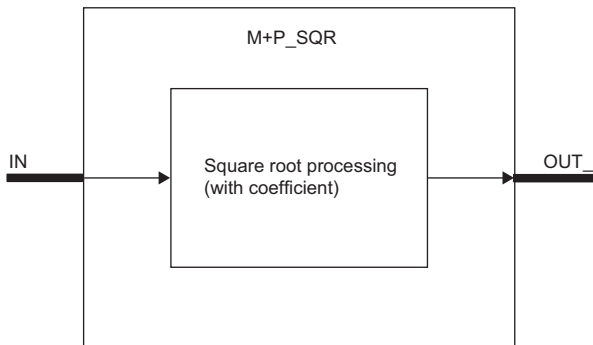 M+P_SQR
IN
Square root processing
(with coefficient)
OUT_